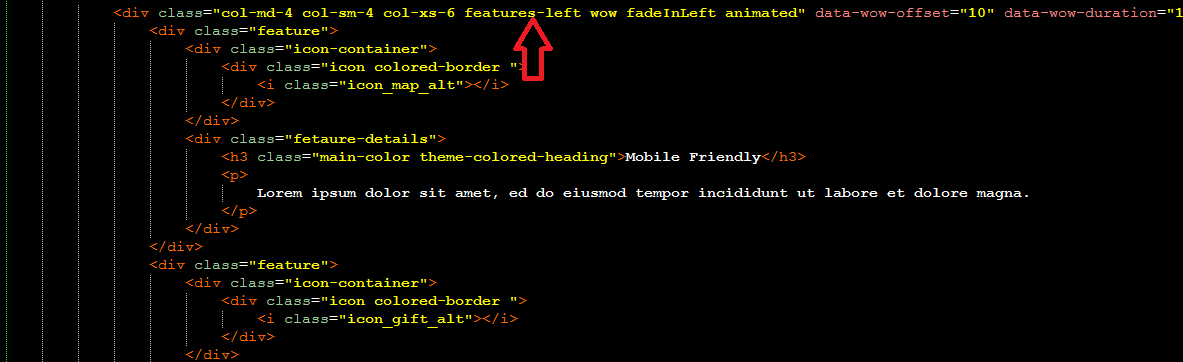 <div class="col-md-4 col-sm-4 col-xs-6 features-left wow fadeInLeft animated" data-wow-offset="10" data-wow-duration="1
<div class="feature">
<div class="icon-container">
<div class="icon colored-border ">
<i class="icon_map_alt"></i>
</div>
</div>
<div class="fetaure-details">
<h3 class="main-color theme-colored-heading">Mobile Friendly</h3>
<p>
Lorem ipsum dolor sit amet, ed do eiusmod tempor incididunt ut labore et dolore magna.
</p>
</div>
</div>
<div class="feature">
<div class="icon-container">
<div class="icon colored-border ">
<i class="icon_gift_alt"></i>
</div>
</div>